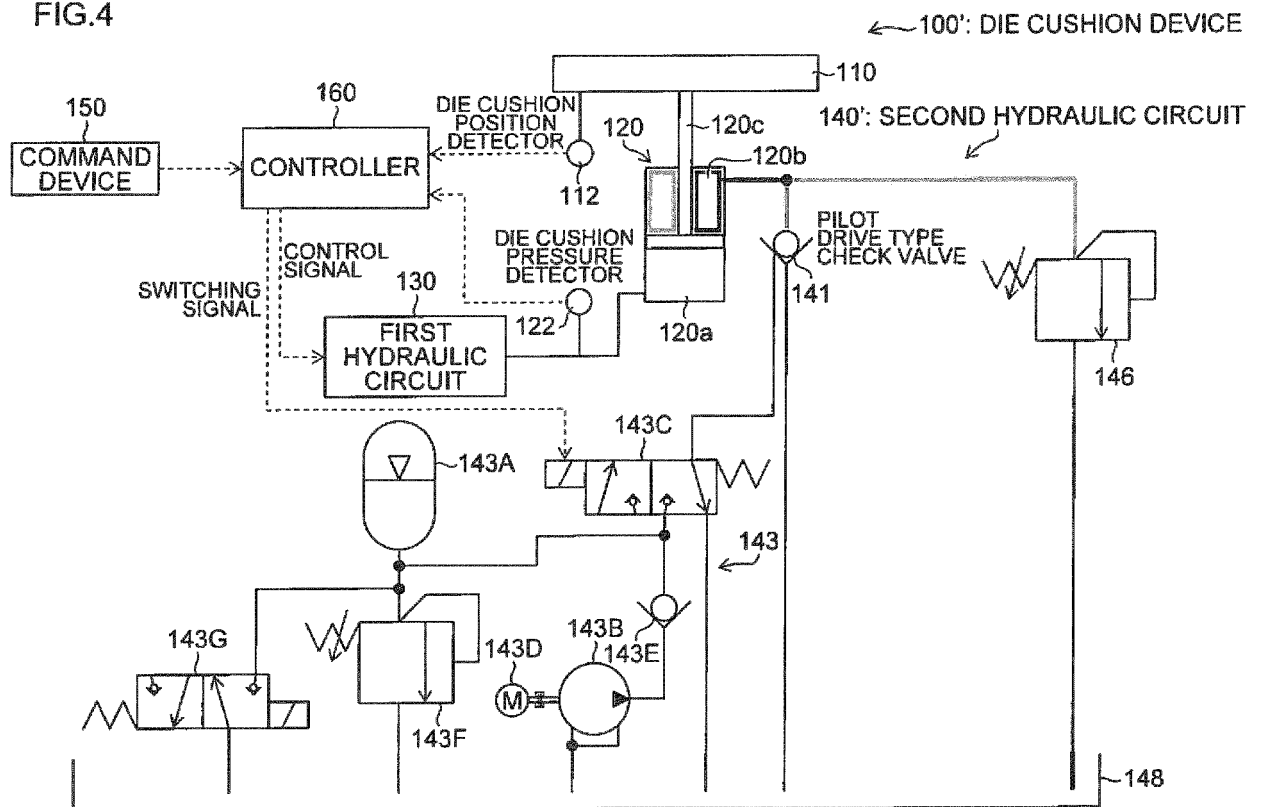 FIG.4
100': DIE CUSHION DEVICE
110
150
160
DIE CUSHION
POSITION
DETECTOR
120
120c
140': SECOND HYDRAULIC CIRCUIT
120b
COMMAND
DEVICE
CONTROLLER
112
PILOT
DRIVE TYPE
CHECK VALVE
CONTROL
SIGNAL
DIE CUSHION
PRESSURE
DETECTOR
141
SWITCHING
SIGNAL
130
122
120a
FIRST
HYDRAULIC
CIRCUIT
146
143C
143A
143
143G
143D
143B
143E
M
143F
148